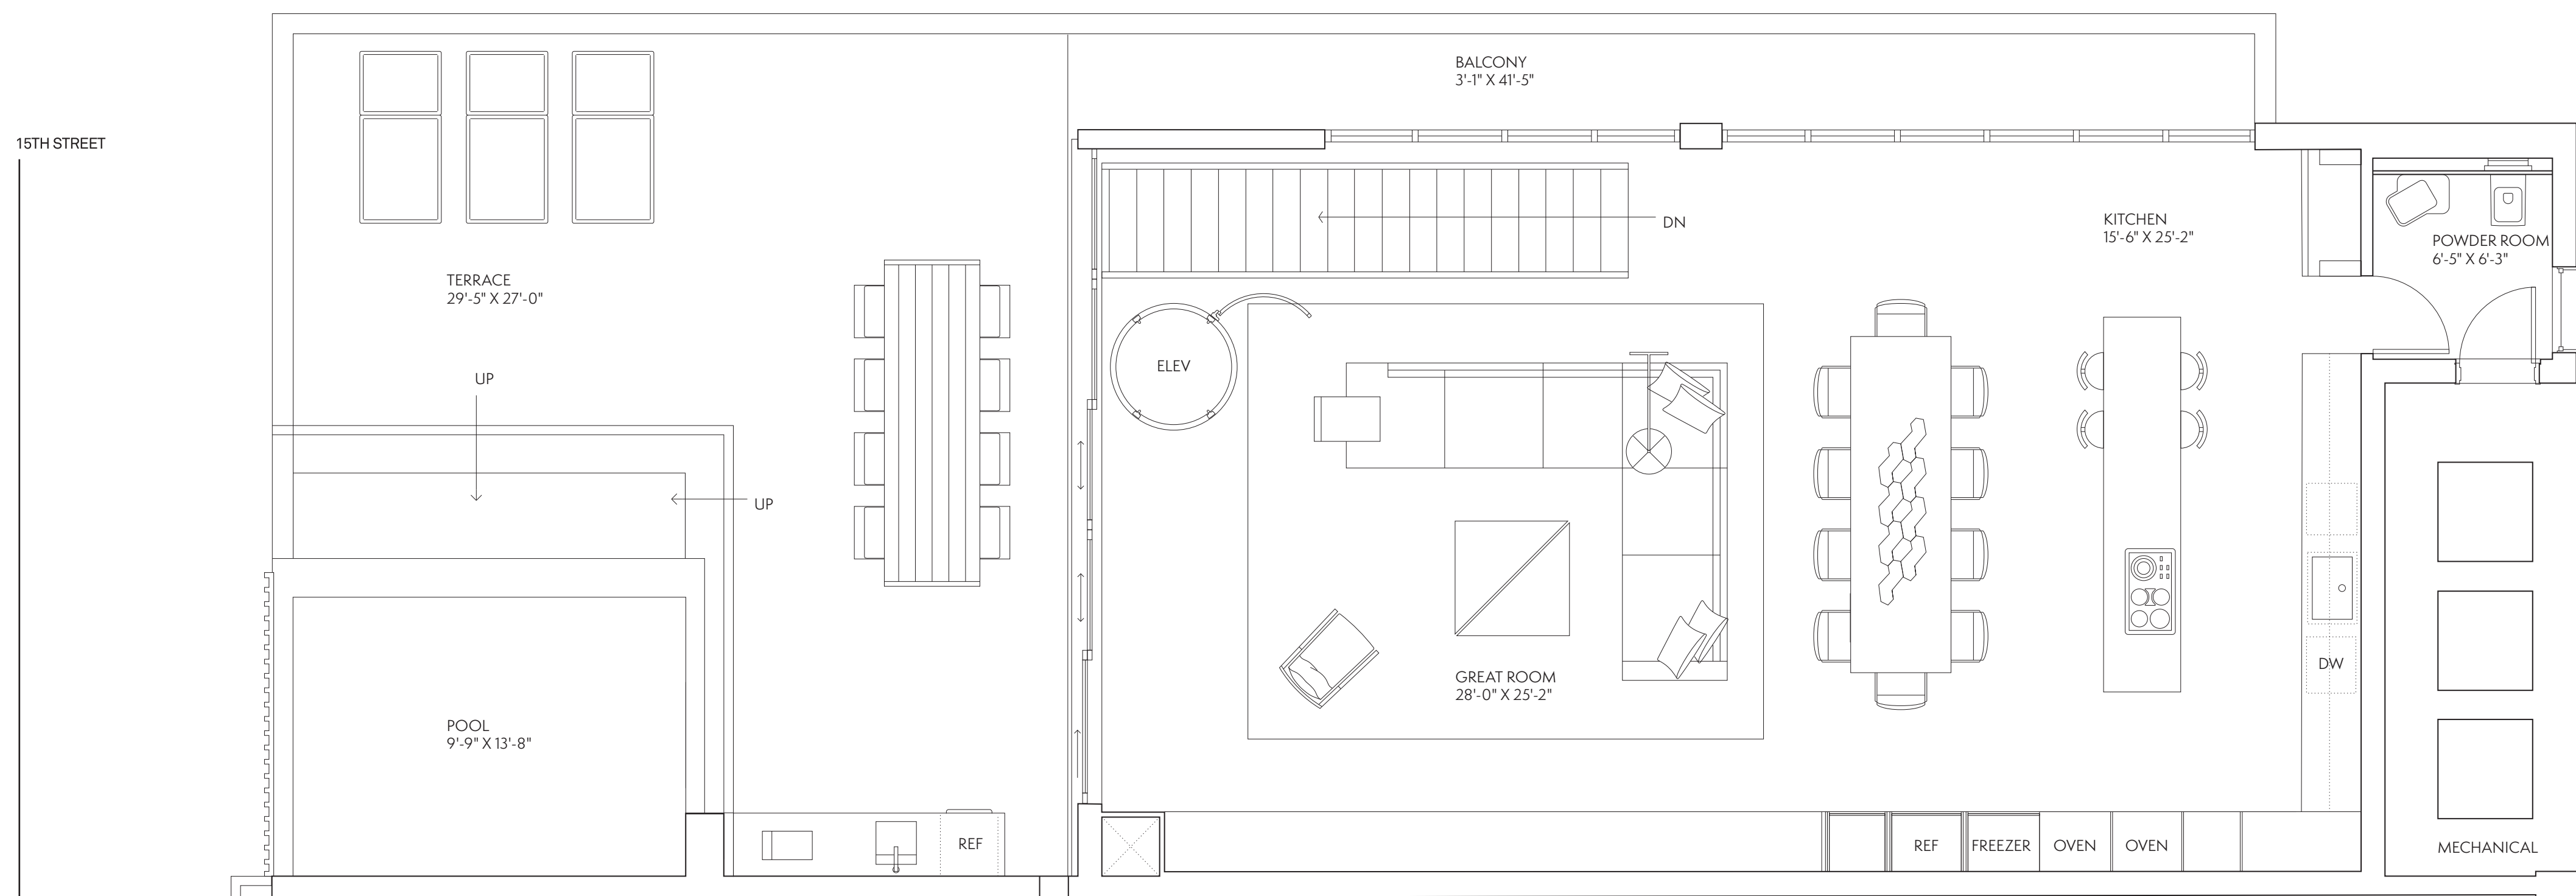 15TH STREET
BALCONY
3'-1" X 41'-5"
TERRACE
29'-5" X 27'-0"
UP
UP
POOL
9'-9" X 13'-8"
REF
DN
ELEV
GREAT ROOM
28'-0" X 25'-2"
KITCHEN
15'-6" X 25'-2"
POWDER ROOM
6'-5" X 6'-3"
DW
REF
FREEZER
OVEN
OVEN
MECHANICAL